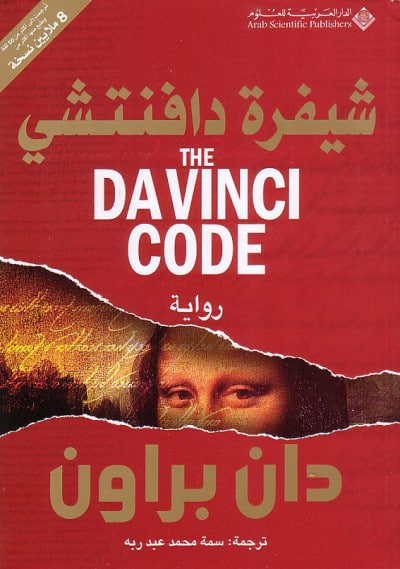 الدار العربية للعلوم
Arab Scientific Publishers
8 ملايين نسخة
شيفرة دافنتشي
THE
DA VINCI
CODE
رواية
دان براون
ترجمة: سمة محمد عبد ربه